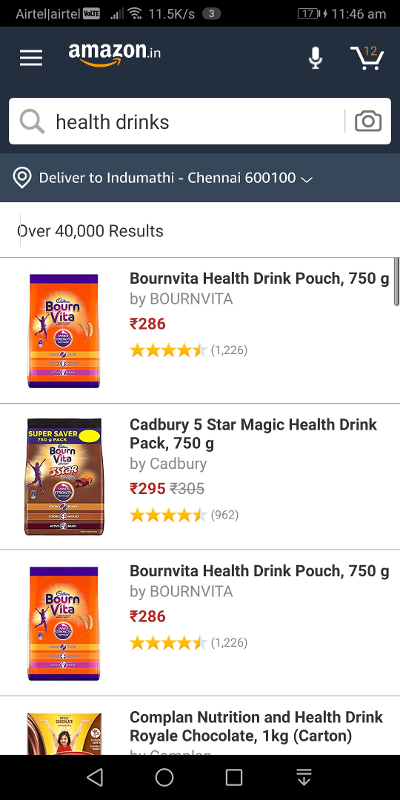 Airtel|airtel VoLTE 11.5K/s 3 17 11:46 am
amazon.in
12
health drinks
Deliver to Indumathi - Chennai 600100
Over 40,000 Results
Bournvita Health Drink Pouch, 750 g
by BOURNVITA
₹286
(1,226)
Cadbury
Bourn
Vita
Cadbury 5 Star Magic Health Drink
Pack, 750 g
by Cadbury
₹295 ₹305
(962)
SUPER SAVER
750 g PACK
Bourn
Vita
5Star
Bournvita Health Drink Pouch, 750 g
by BOURNVITA
₹286
(1,226)
Cadbury
Bourn
Vita
Complan Nutrition and Health Drink
Royale Chocolate, 1kg (Carton)
by Complan